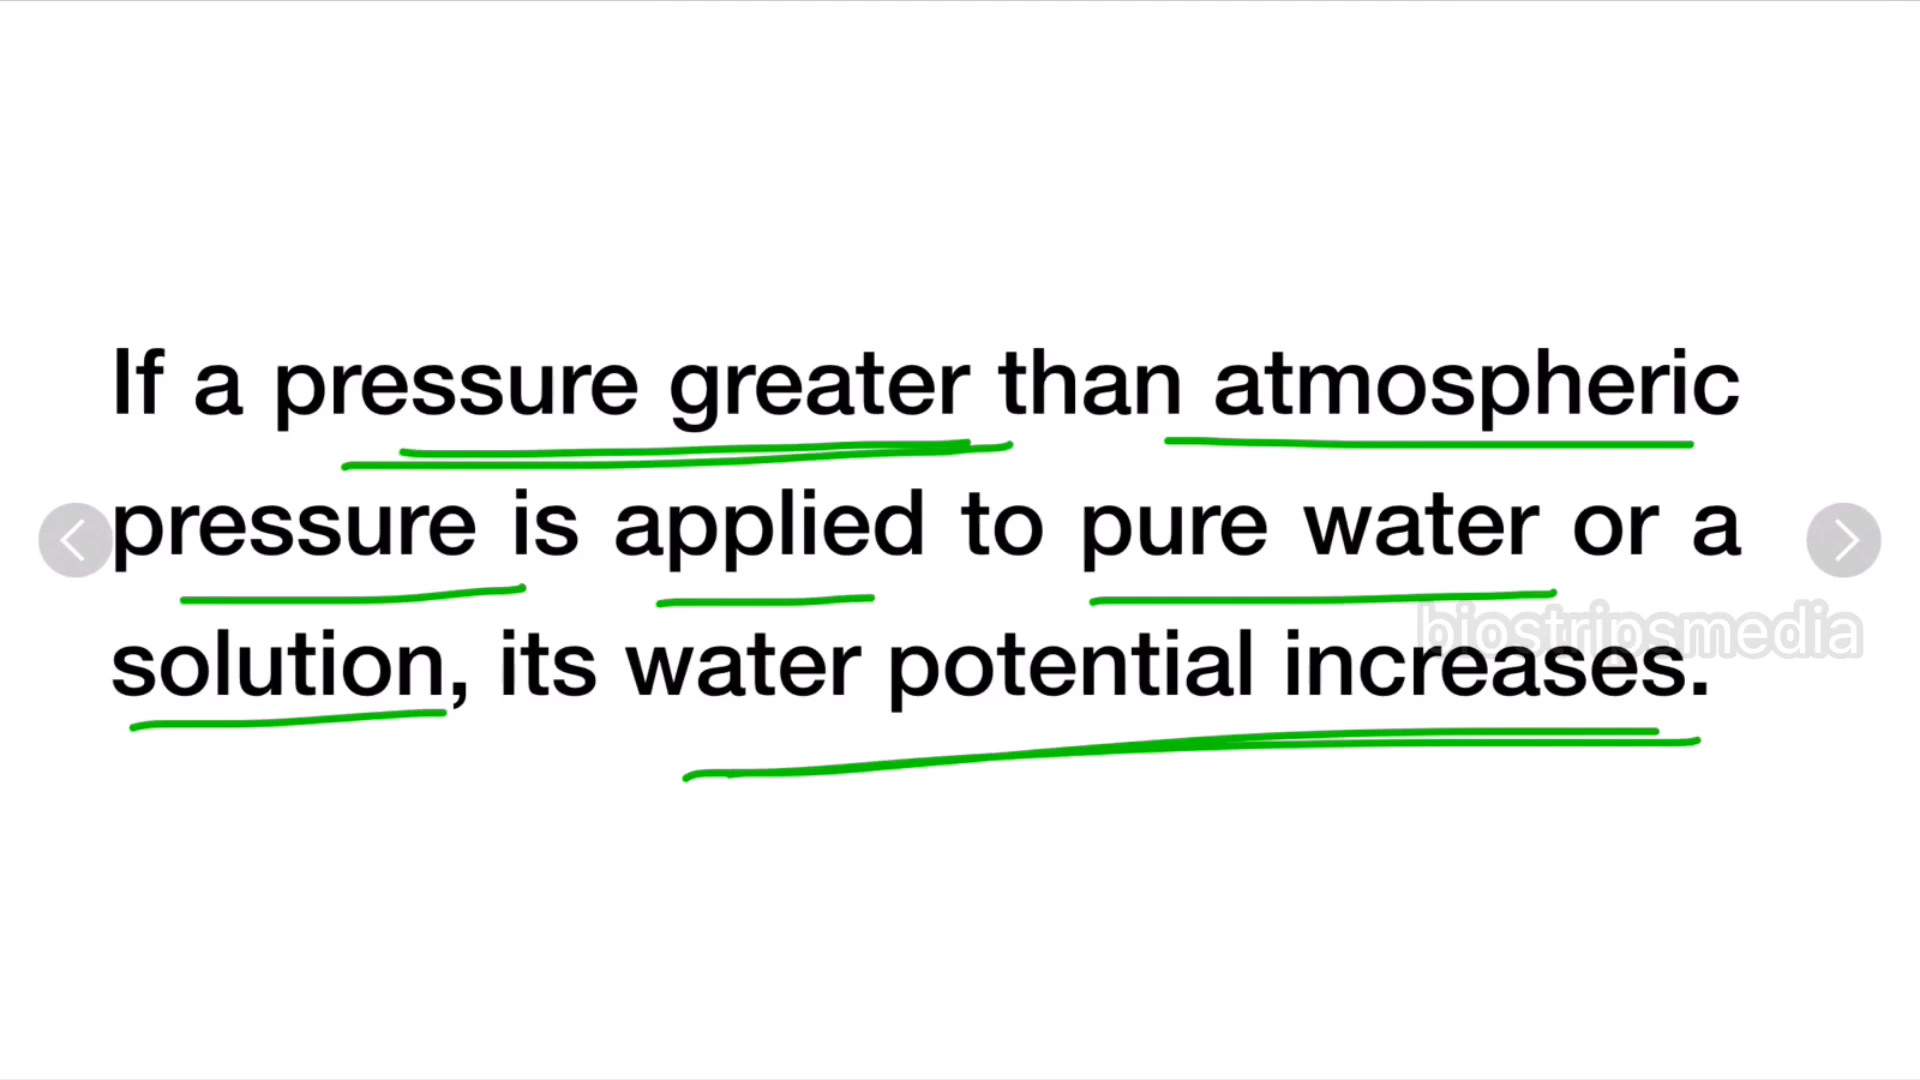 If a pressure greater than atmospheric
pressure is applied to pure water or a
biostripsmedia
solution, its water potential increases.